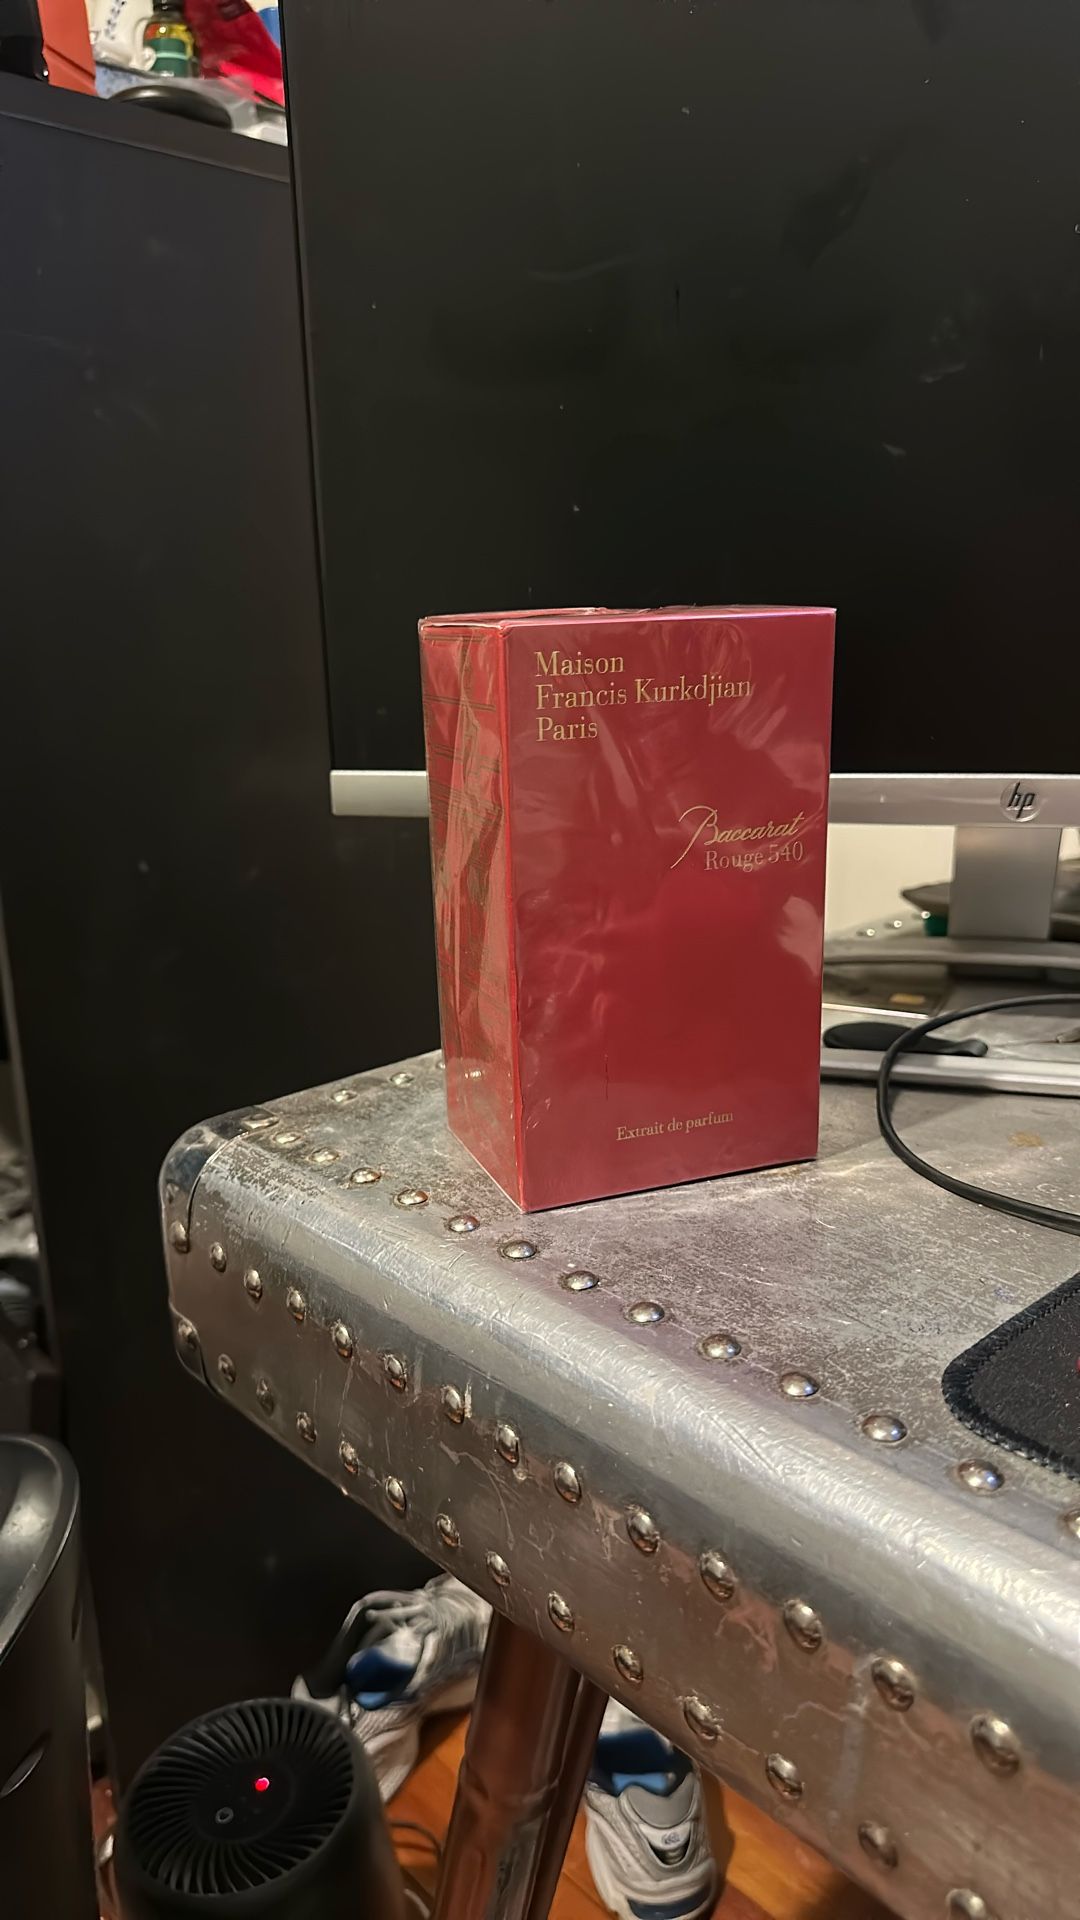 Maison
Francis Kurkdjian
Paris
Baccarat
Rouge 540
Extrait de parfum
hp